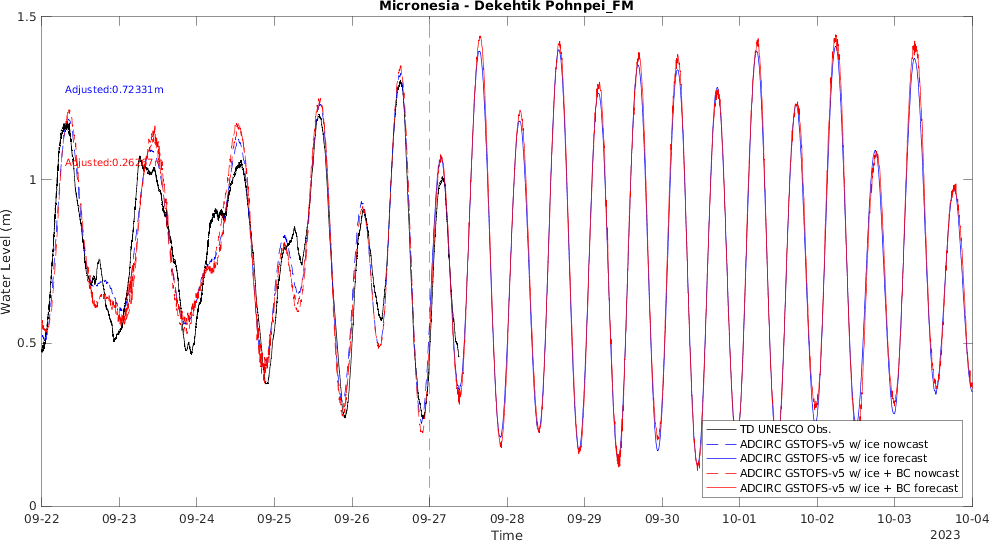 Micronesia - Dekehtik Pohnpei_FM
Water Level (m)
1.5
1
0.5
0
Adjusted:0.72331m
09-22
09-23
09-24
09-25
09-26
09-27
09-28
09-29
09-30
10-01
10-02
10-03
10-04
Time
2023
TD UNESCO Obs.
ADCIRC GSTOFS-v5 w/ ice nowcast
ADCIRC GSTOFS-v5 w/ ice forecast
ADCIRC GSTOFS-v5 w/ ice + BC nowcast
ADCIRC GSTOFS-v5 w/ ice + BC forecast